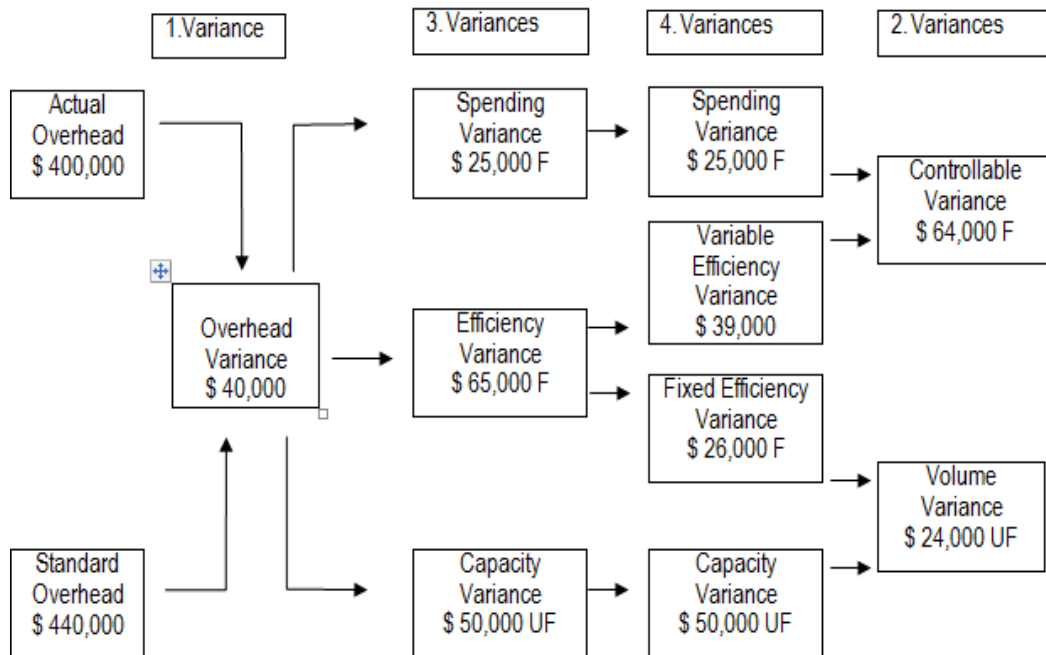 1.Variance
3. Variances
4. Variances
2. Variances
Actual
Overhead
$ 400,000
Spending
Variance
$ 25,000 F
Spending
Variance
$ 25,000 F
Controllable
Variance
$ 64,000 F
Variable
Efficiency
Variance
$ 39,000
Overhead
Variance
$ 40,000
Efficiency
Variance
$ 65,000 F
Fixed Efficiency
Variance
$ 26,000 F
Volume
Variance
$ 24,000 UF
Standard
Overhead
$ 440,000
Capacity
Variance
$ 50,000 UF
Capacity
Variance
$ 50,000 UF